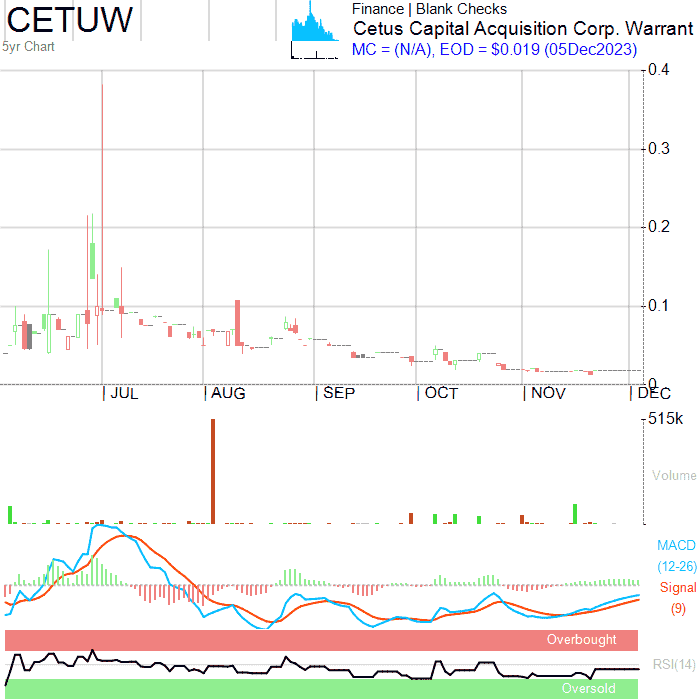 CETUW
5yr Chart
Finance | Blank Checks
Cetus Capital Acquisition Corp. Warrant
MC = (N/A), EOD = $0.019 (05Dec2023)
0.4
0.3
0.2
0.1
0
JUL AUG SEP OCT NOV DEC
515k
Volume
MACD
(12-26)
Signal
(9)
Overbought
RSI(14)
Oversold